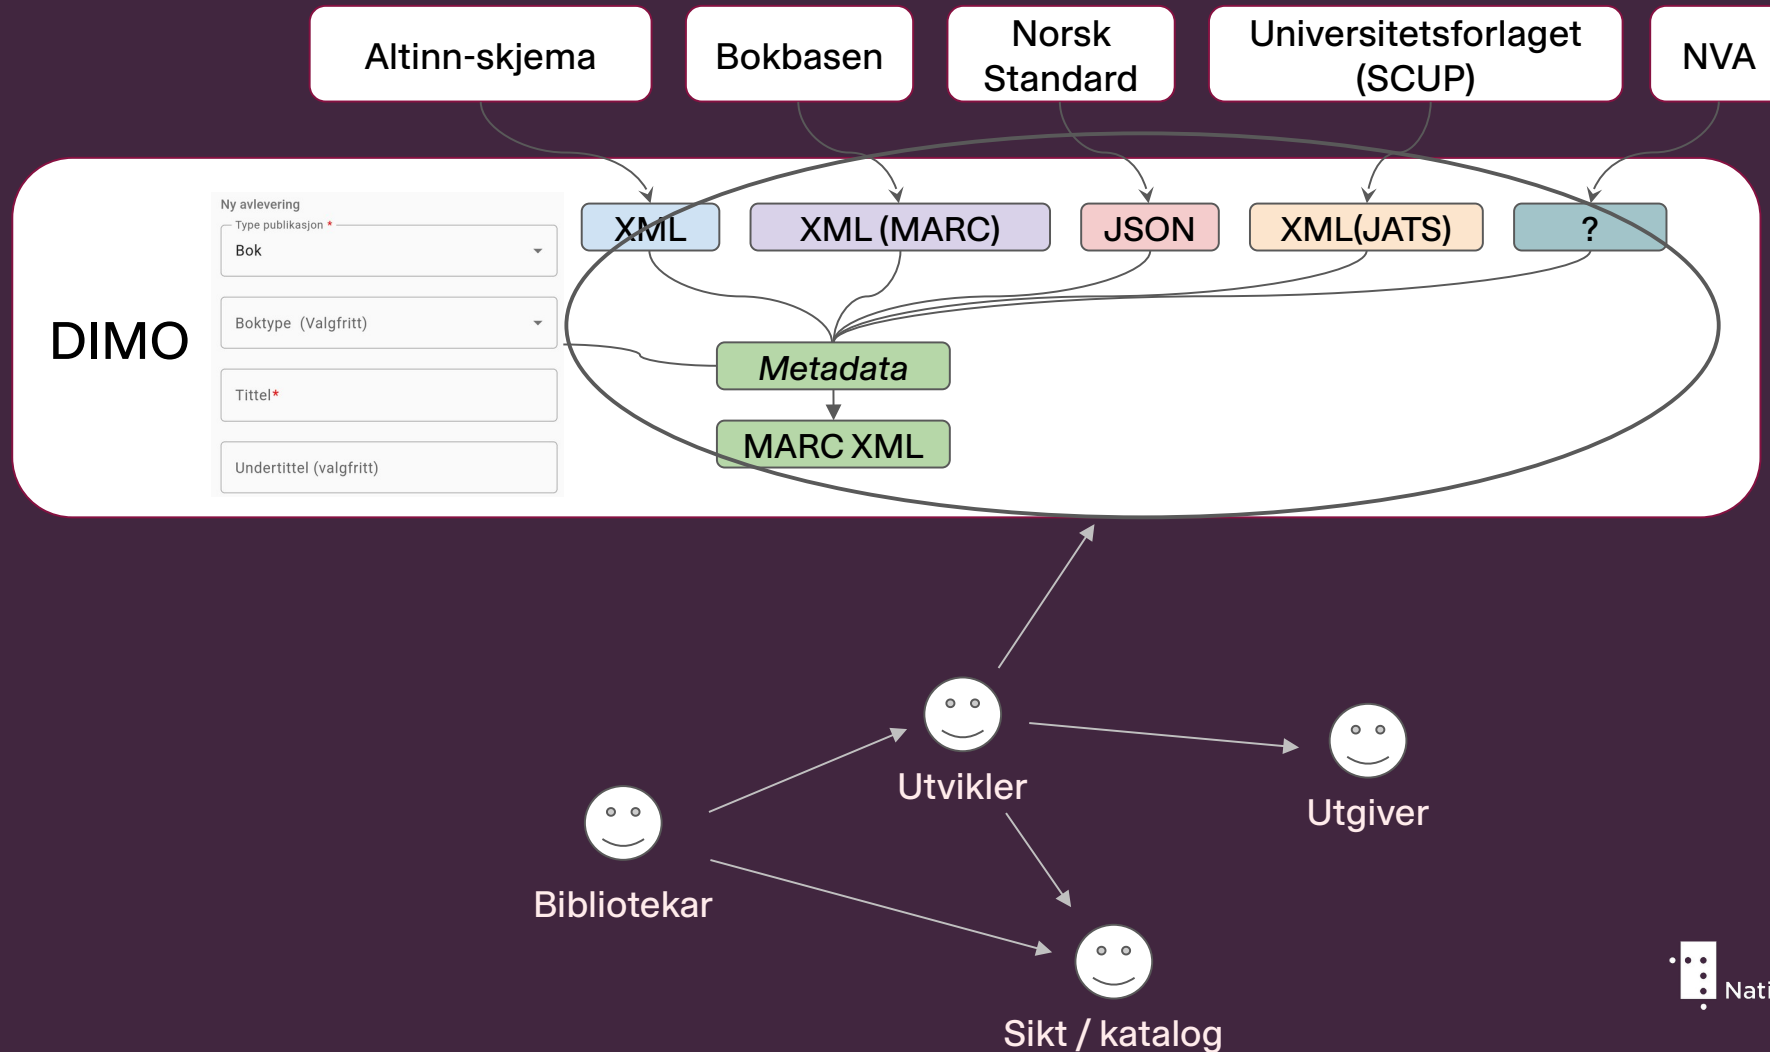 Altinn-skjema
Bokbasen
Norsk
Standard
Universitetsforlaget
(SCUP)
NVA
DIMO
Ny avlevering
Type publikasjon *
Bok
Boktype (Valgfritt)
Tittel*
Undertittel (valgfritt)
XML
XML (MARC)
JSON
XML(JATS)
?
Metadata
MARC XML
Utvikler
Utgiver
Bibliotekar
Sikt / katalog
Nati